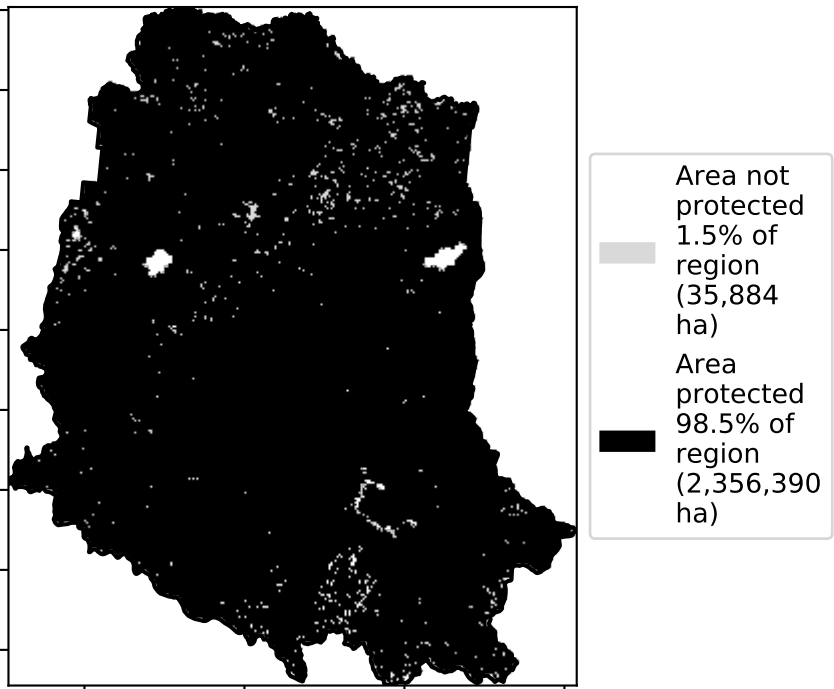 Area not
protected
1.5% of
region
(35,884
ha)
Area
protected
98.5% of
region
(2,356,390
ha)